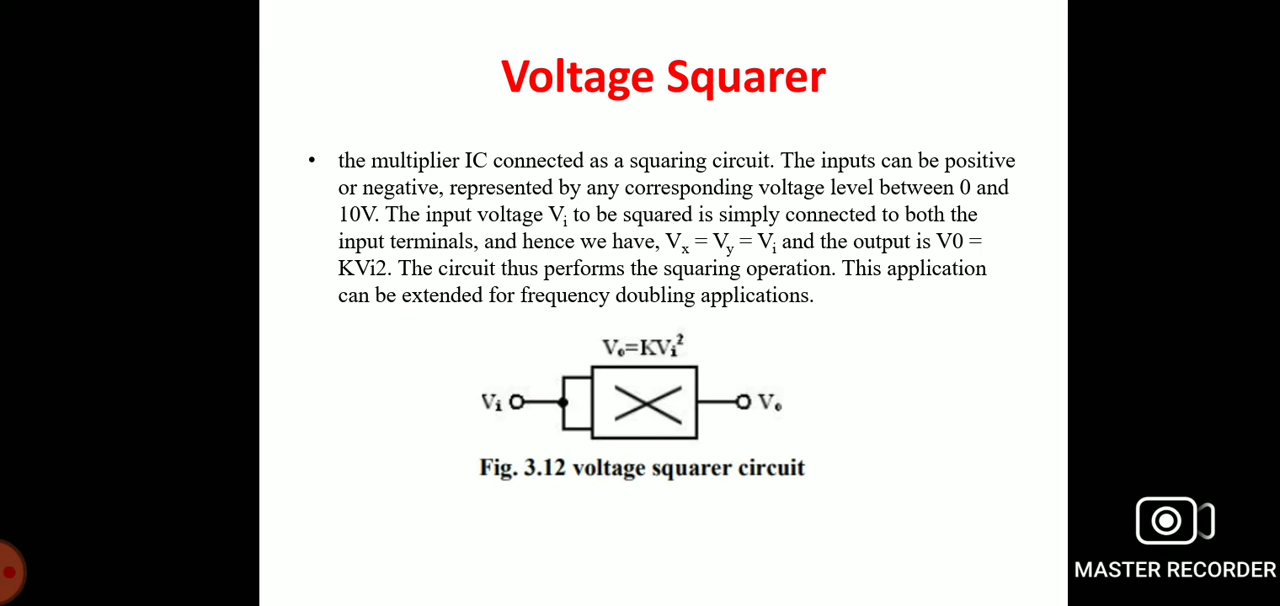 Voltage Squarer
• the multiplier IC connected as a squaring circuit. The inputs can be positive
or negative, represented by any corresponding voltage level between 0 and
10V. The input voltage Vᵢ to be squared is simply connected to both the
input terminals, and hence we have, Vₓ = Vᵧ = Vᵢ and the output is V0 =
KVi2. The circuit thus performs the squaring operation. This application
can be extended for frequency doubling applications.
Vₒ=KVᵢ²
Vᵢ
Vₒ
Fig. 3.12 voltage squarer circuit
MASTER RECORDER